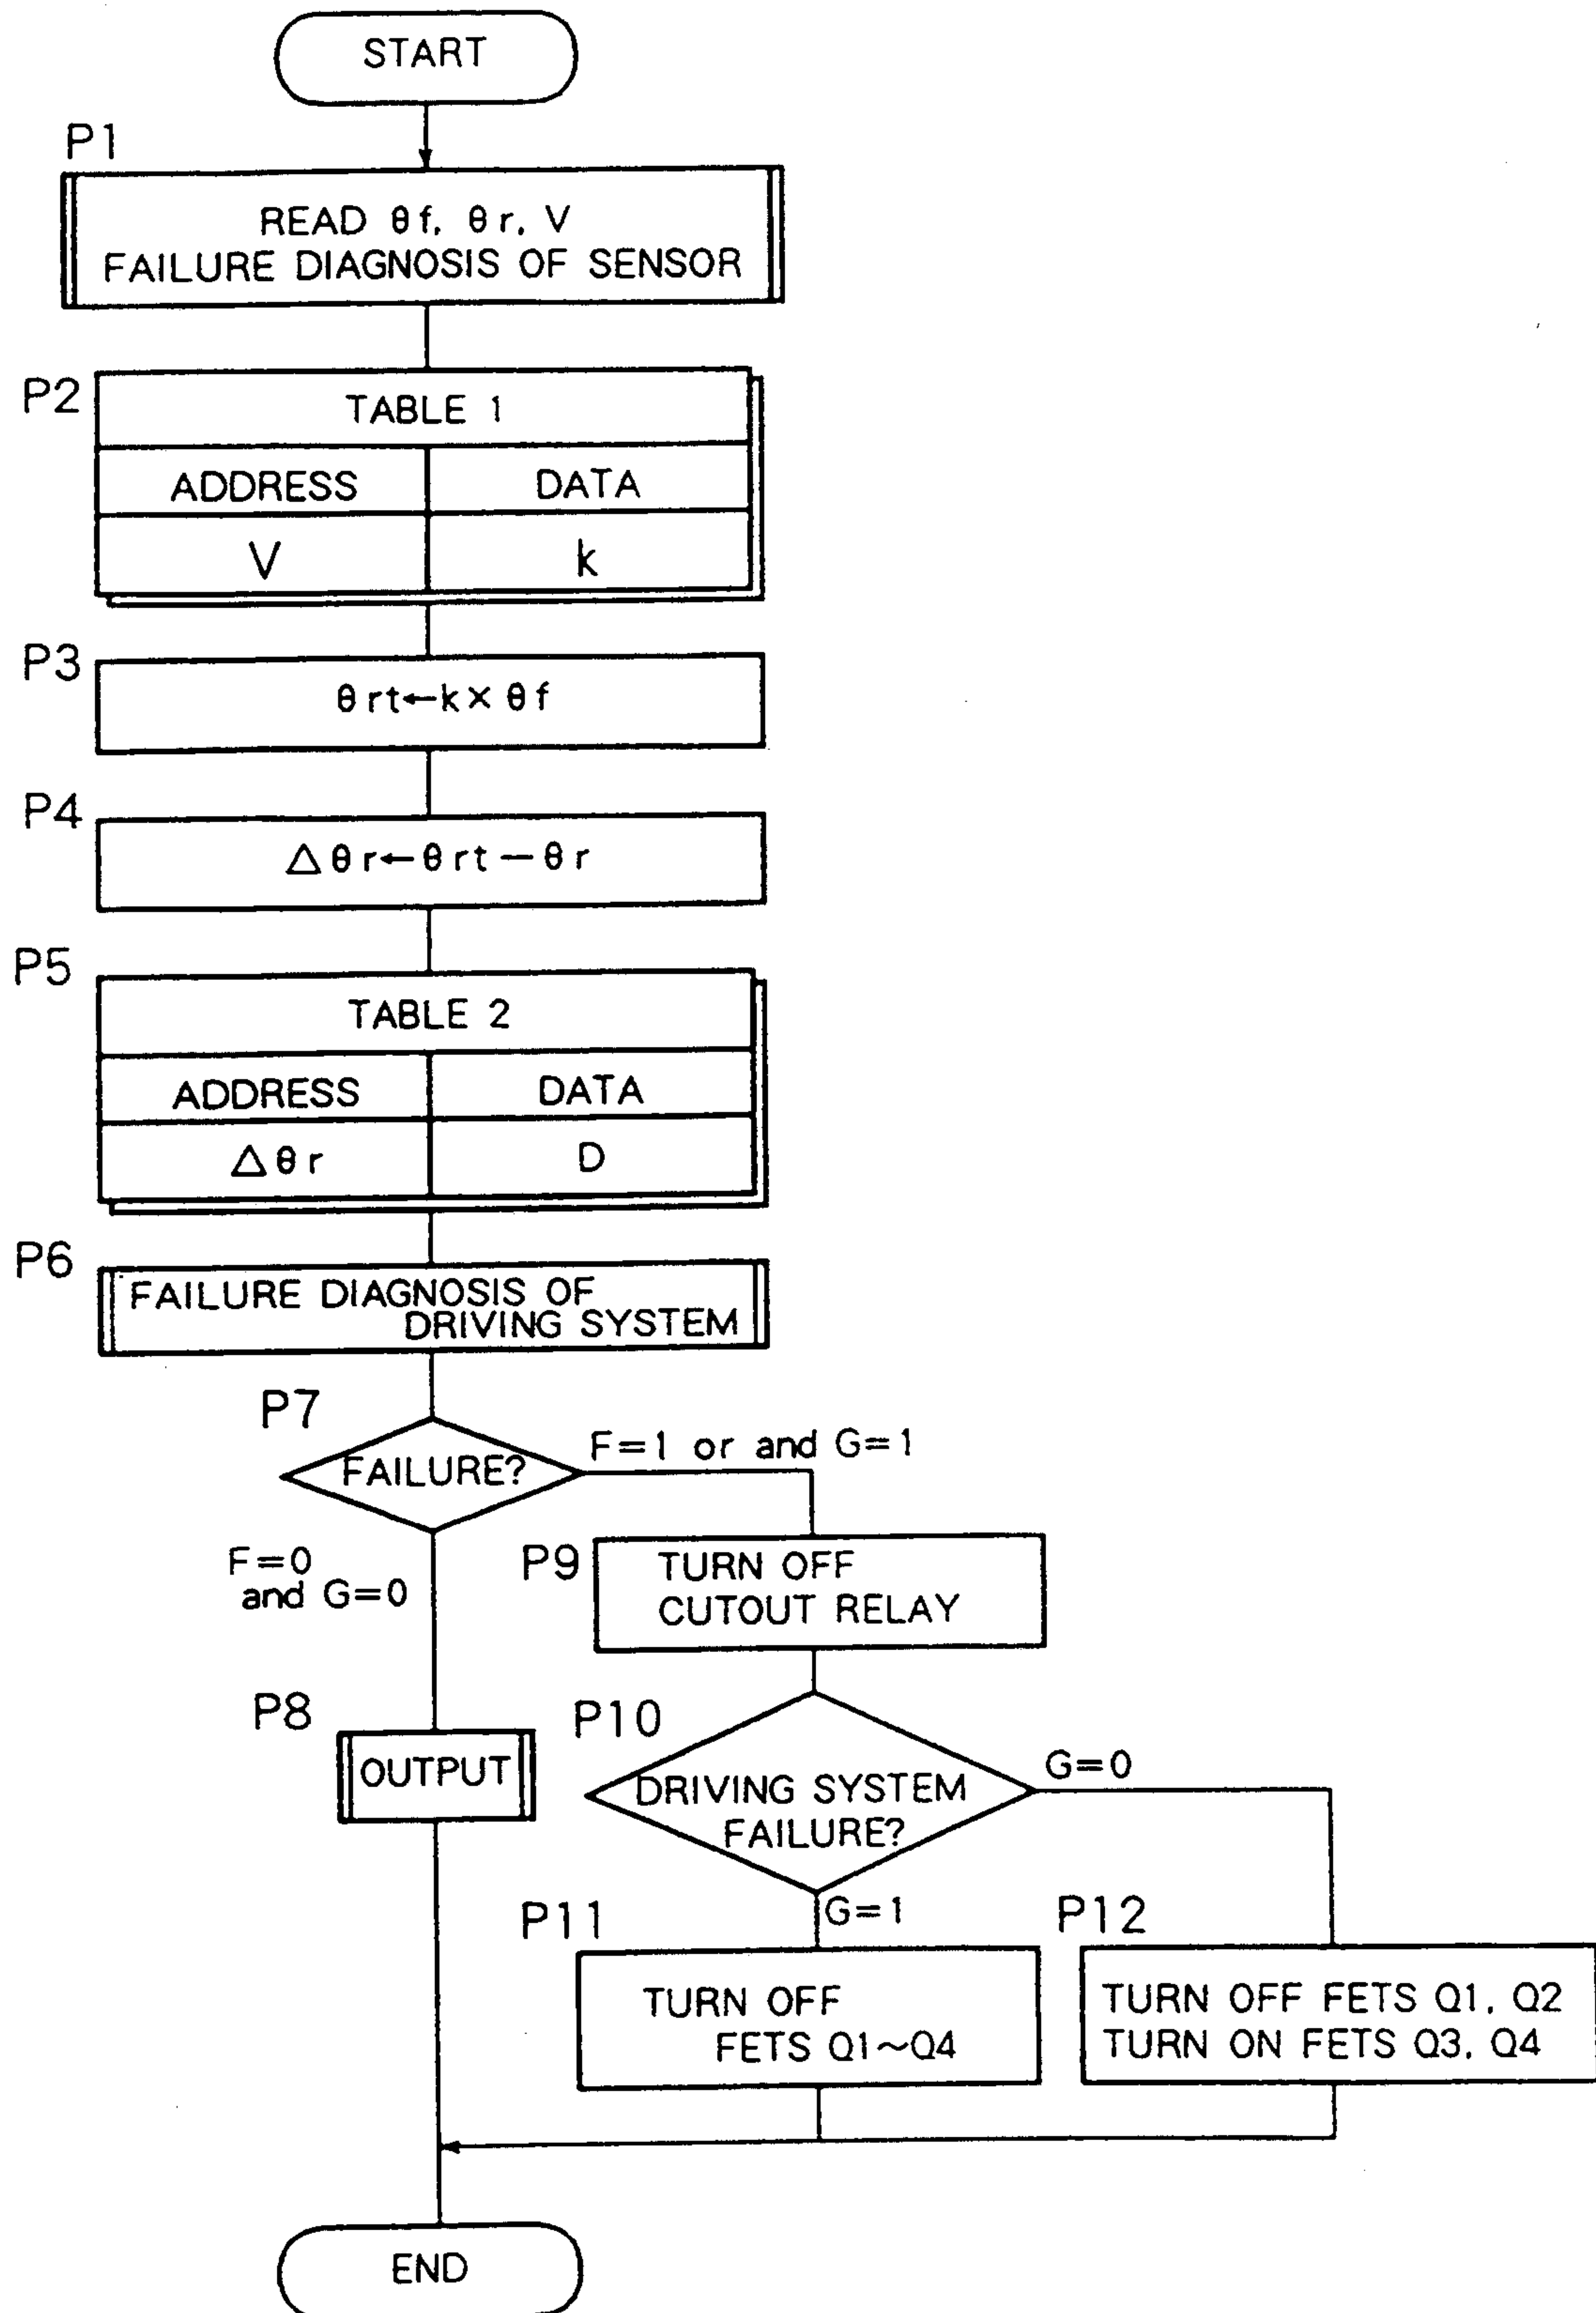 START
P1
READ θf, θr, V
FAILURE DIAGNOSIS OF SENSOR
P2
TABLE 1
ADDRESS DATA
V k
P3
θrt←k×θf
P4
△θr←θrt−θr
P5
TABLE 2
ADDRESS DATA
△θr D
P6
FAILURE DIAGNOSIS OF
DRIVING SYSTEM
P7
FAILURE?
F=1 or and G=1
F=0
and G=0
P9
TURN OFF
CUTOUT RELAY
P8
OUTPUT
P10
DRIVING SYSTEM
FAILURE?
G=0
G=1
P11
TURN OFF
FETS Q1~Q4
P12
TURN OFF FETS Q1, Q2
TURN ON FETS Q3, Q4
END